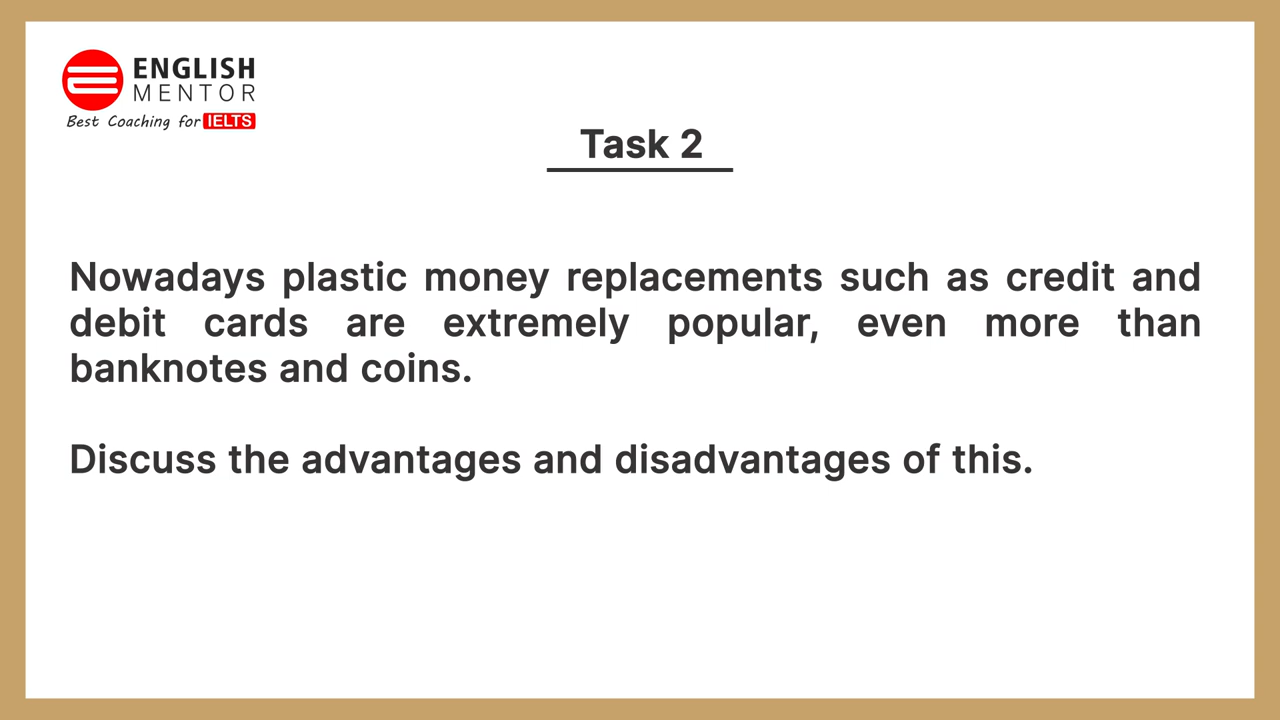 ENGLISH
MENTOR
Best Coaching for IELTS
Task 2
Nowadays plastic money replacements such as credit and
debit cards are extremely popular, even more than
banknotes and coins.
Discuss the advantages and disadvantages of this.